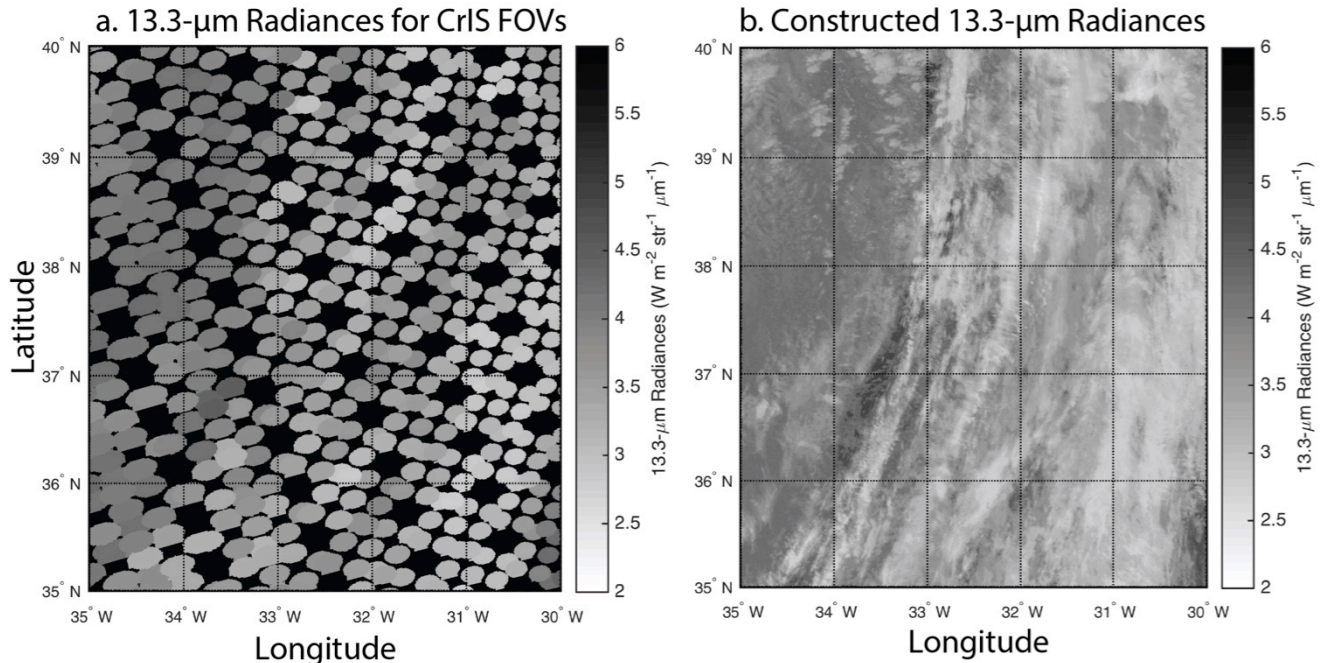 a. 13.3-µm Radiances for CrIS FOVs
40° N
39° N
38° N
37° N
36° N
35° N
Latitude
35° W
34° W
33° W
32° W
31° W
30° W
Longitude
6
5.5
5
4.5
4
3.5
3
2.5
2
13.3-µm Radiances (W m⁻² str⁻¹ µm⁻¹)
b. Constructed 13.3-µm Radiances
40° N
39° N
38° N
37° N
36° N
35° N
35° W
34° W
33° W
32° W
31° W
30° W
Longitude
6
5.5
5
4.5
4
3.5
3
2.5
2
13.3-µm Radiances (W m⁻² str⁻¹ µm⁻¹)